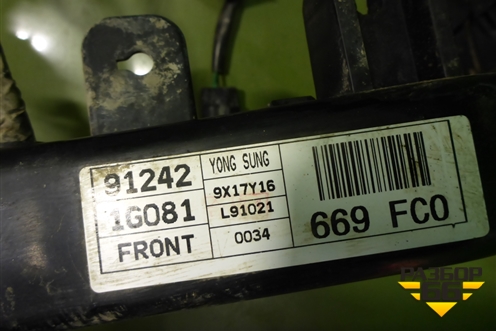 91242
1G081
FRONT
YONG SUNG
9X17Y16
L91021
0034
669 FC0
РАЗБОР